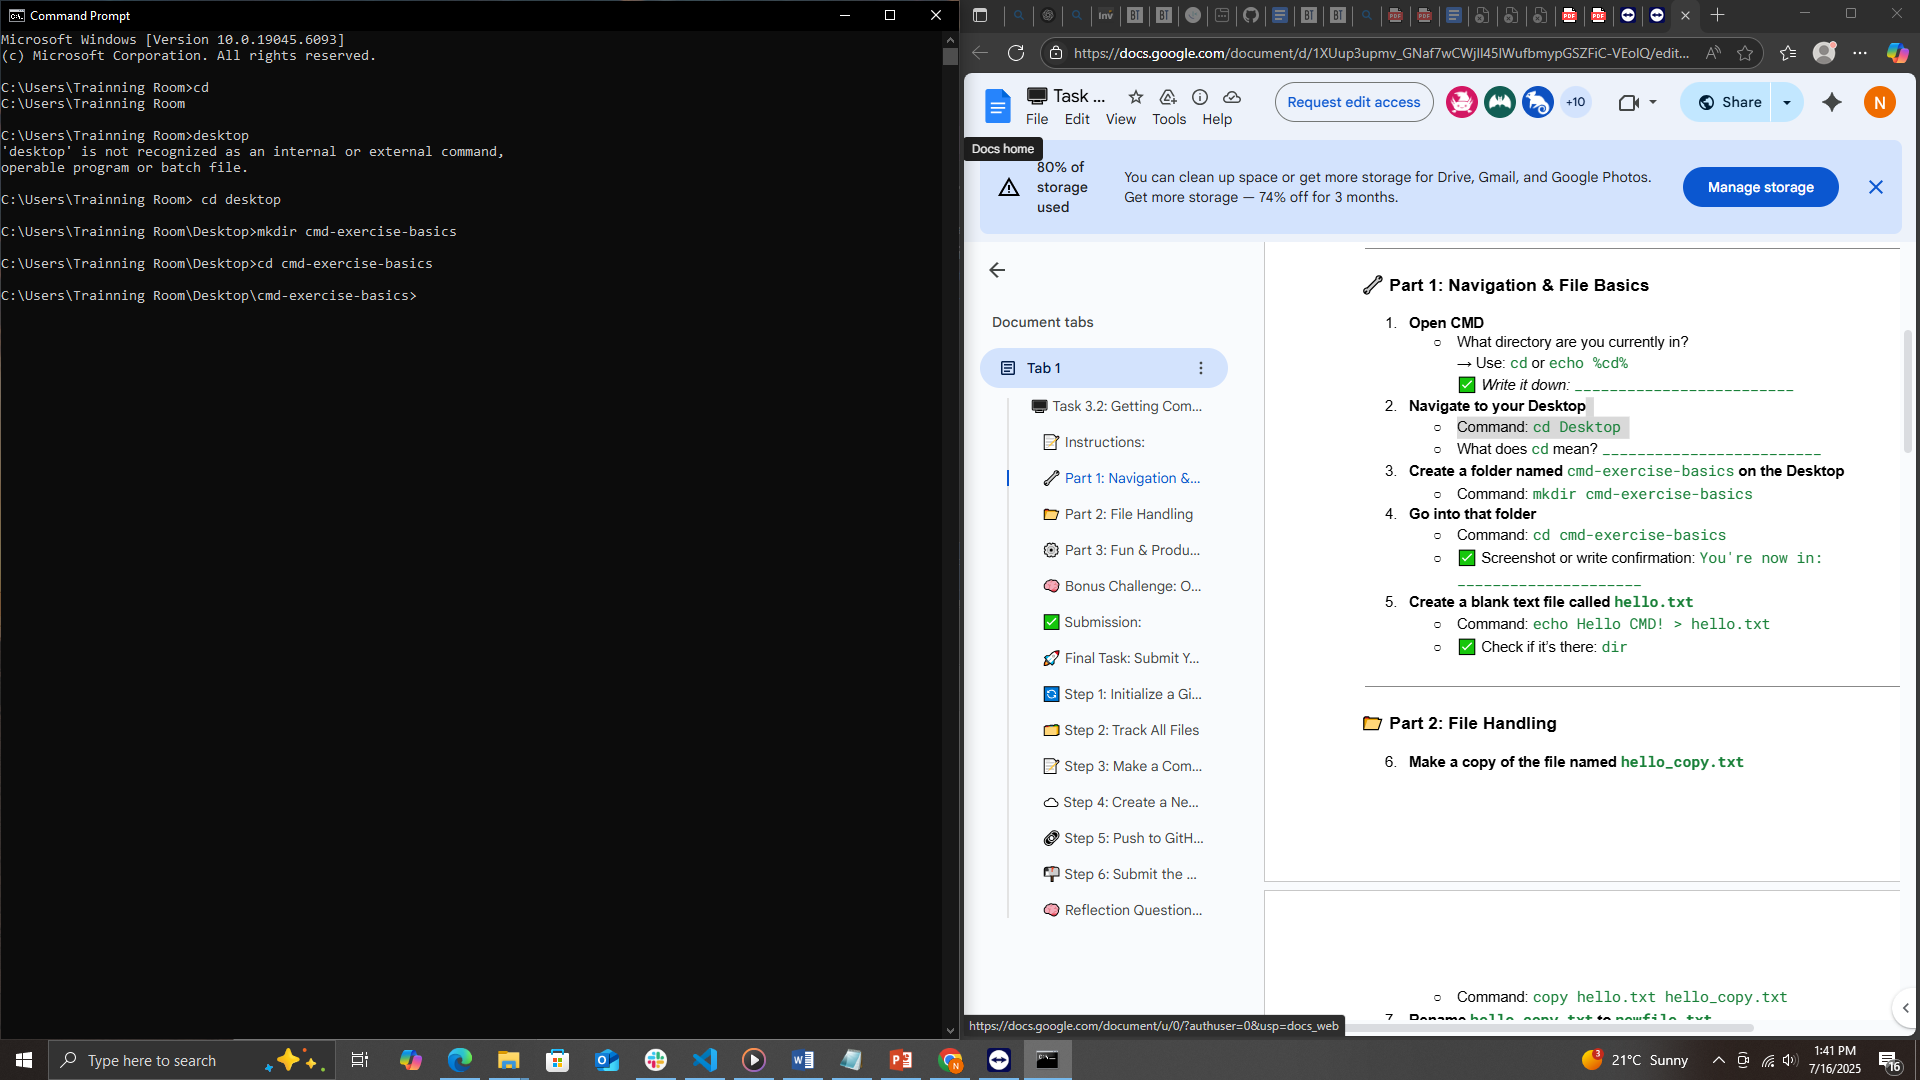 Command Prompt
Microsoft Windows [Version 10.0.19045.6093]
(c) Microsoft Corporation. All rights reserved.
C:\Users\Trainning Room>cd
C:\Users\Trainning Room
C:\Users\Trainning Room>desktop
'desktop' is not recognized as an internal or external command,
operable program or batch file.
C:\Users\Trainning Room> cd desktop
C:\Users\Trainning Room\Desktop>mkdir cmd-exercise-basics
C:\Users\Trainning Room\Desktop>cd cmd-exercise-basics
C:\Users\Trainning Room\Desktop\cmd-exercise-basics>
https://docs.google.com/document/d/1XUup3upmv_GNaf7wCWjll45lWufbmypGSZFiC-VEolQ/edit...
Task ...
File Edit View Tools Help
Request edit access
+10
Share
N
Docs home
80% of
storage
used
You can clean up space or get more storage for Drive, Gmail, and Google Photos.
Get more storage — 74% off for 3 months.
Manage storage
Document tabs
Tab 1
Task 3.2: Getting Com...
Instructions:
Part 1: Navigation &...
Part 2: File Handling
Part 3: Fun & Produ...
Bonus Challenge: O...
Submission:
Final Task: Submit Y...
Step 1: Initialize a Gi...
Step 2: Track All Files
Step 3: Make a Com...
Step 4: Create a Ne...
Step 5: Push to GitH...
Step 6: Submit the ...
Reflection Question...
Part 1: Navigation & File Basics
1. Open CMD
○ What directory are you currently in?
→ Use: cd or echo %cd%
✅ Write it down: _________________________
2. Navigate to your Desktop
○ Command: cd Desktop
○ What does cd mean? _________________________
3. Create a folder named cmd-exercise-basics on the Desktop
○ Command: mkdir cmd-exercise-basics
4. Go into that folder
○ Command: cd cmd-exercise-basics
○ ✅ Screenshot or write confirmation: You're now in:
_____________________
5. Create a blank text file called hello.txt
○ Command: echo Hello CMD! > hello.txt
○ ✅ Check if it's there: dir
Part 2: File Handling
6. Make a copy of the file named hello_copy.txt
○ Command: copy hello.txt hello_copy.txt
7. Rename hello_copy.txt to newfile.txt
https://docs.google.com/document/u/0/?authuser=0&usp=docs_web
Type here to search
21°C Sunny
1:41 PM
7/16/2025
16